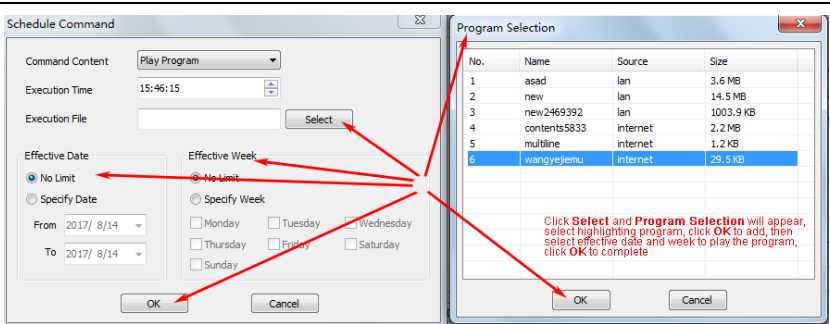 Schedule Command
Command Content Play Program
Execution Time 15:46:15
Execution File Select
Effective Date Effective Week
No Limit No Limit
Specify Date Specify Week
From 2017/ 8/14 Monday Tuesday Wednesday
Thursday Friday Saturday
To 2017/ 8/14
Sunday
OK Cancel
Program Selection
No. Name Source Size
1 asad lan 3.6 MB
2 new lan 14.5 MB
3 new2469392 lan 1003.9 KB
4 contents5833 internet 2.2 MB
5 multiline internet 1.2 KB
6 wangyejiemu internet 29.5 KB
Click Select and Program Selection will appear,
select highlighting program, click OK to add, then
select effective date and week to play the program,
click OK to complete
OK Cancel